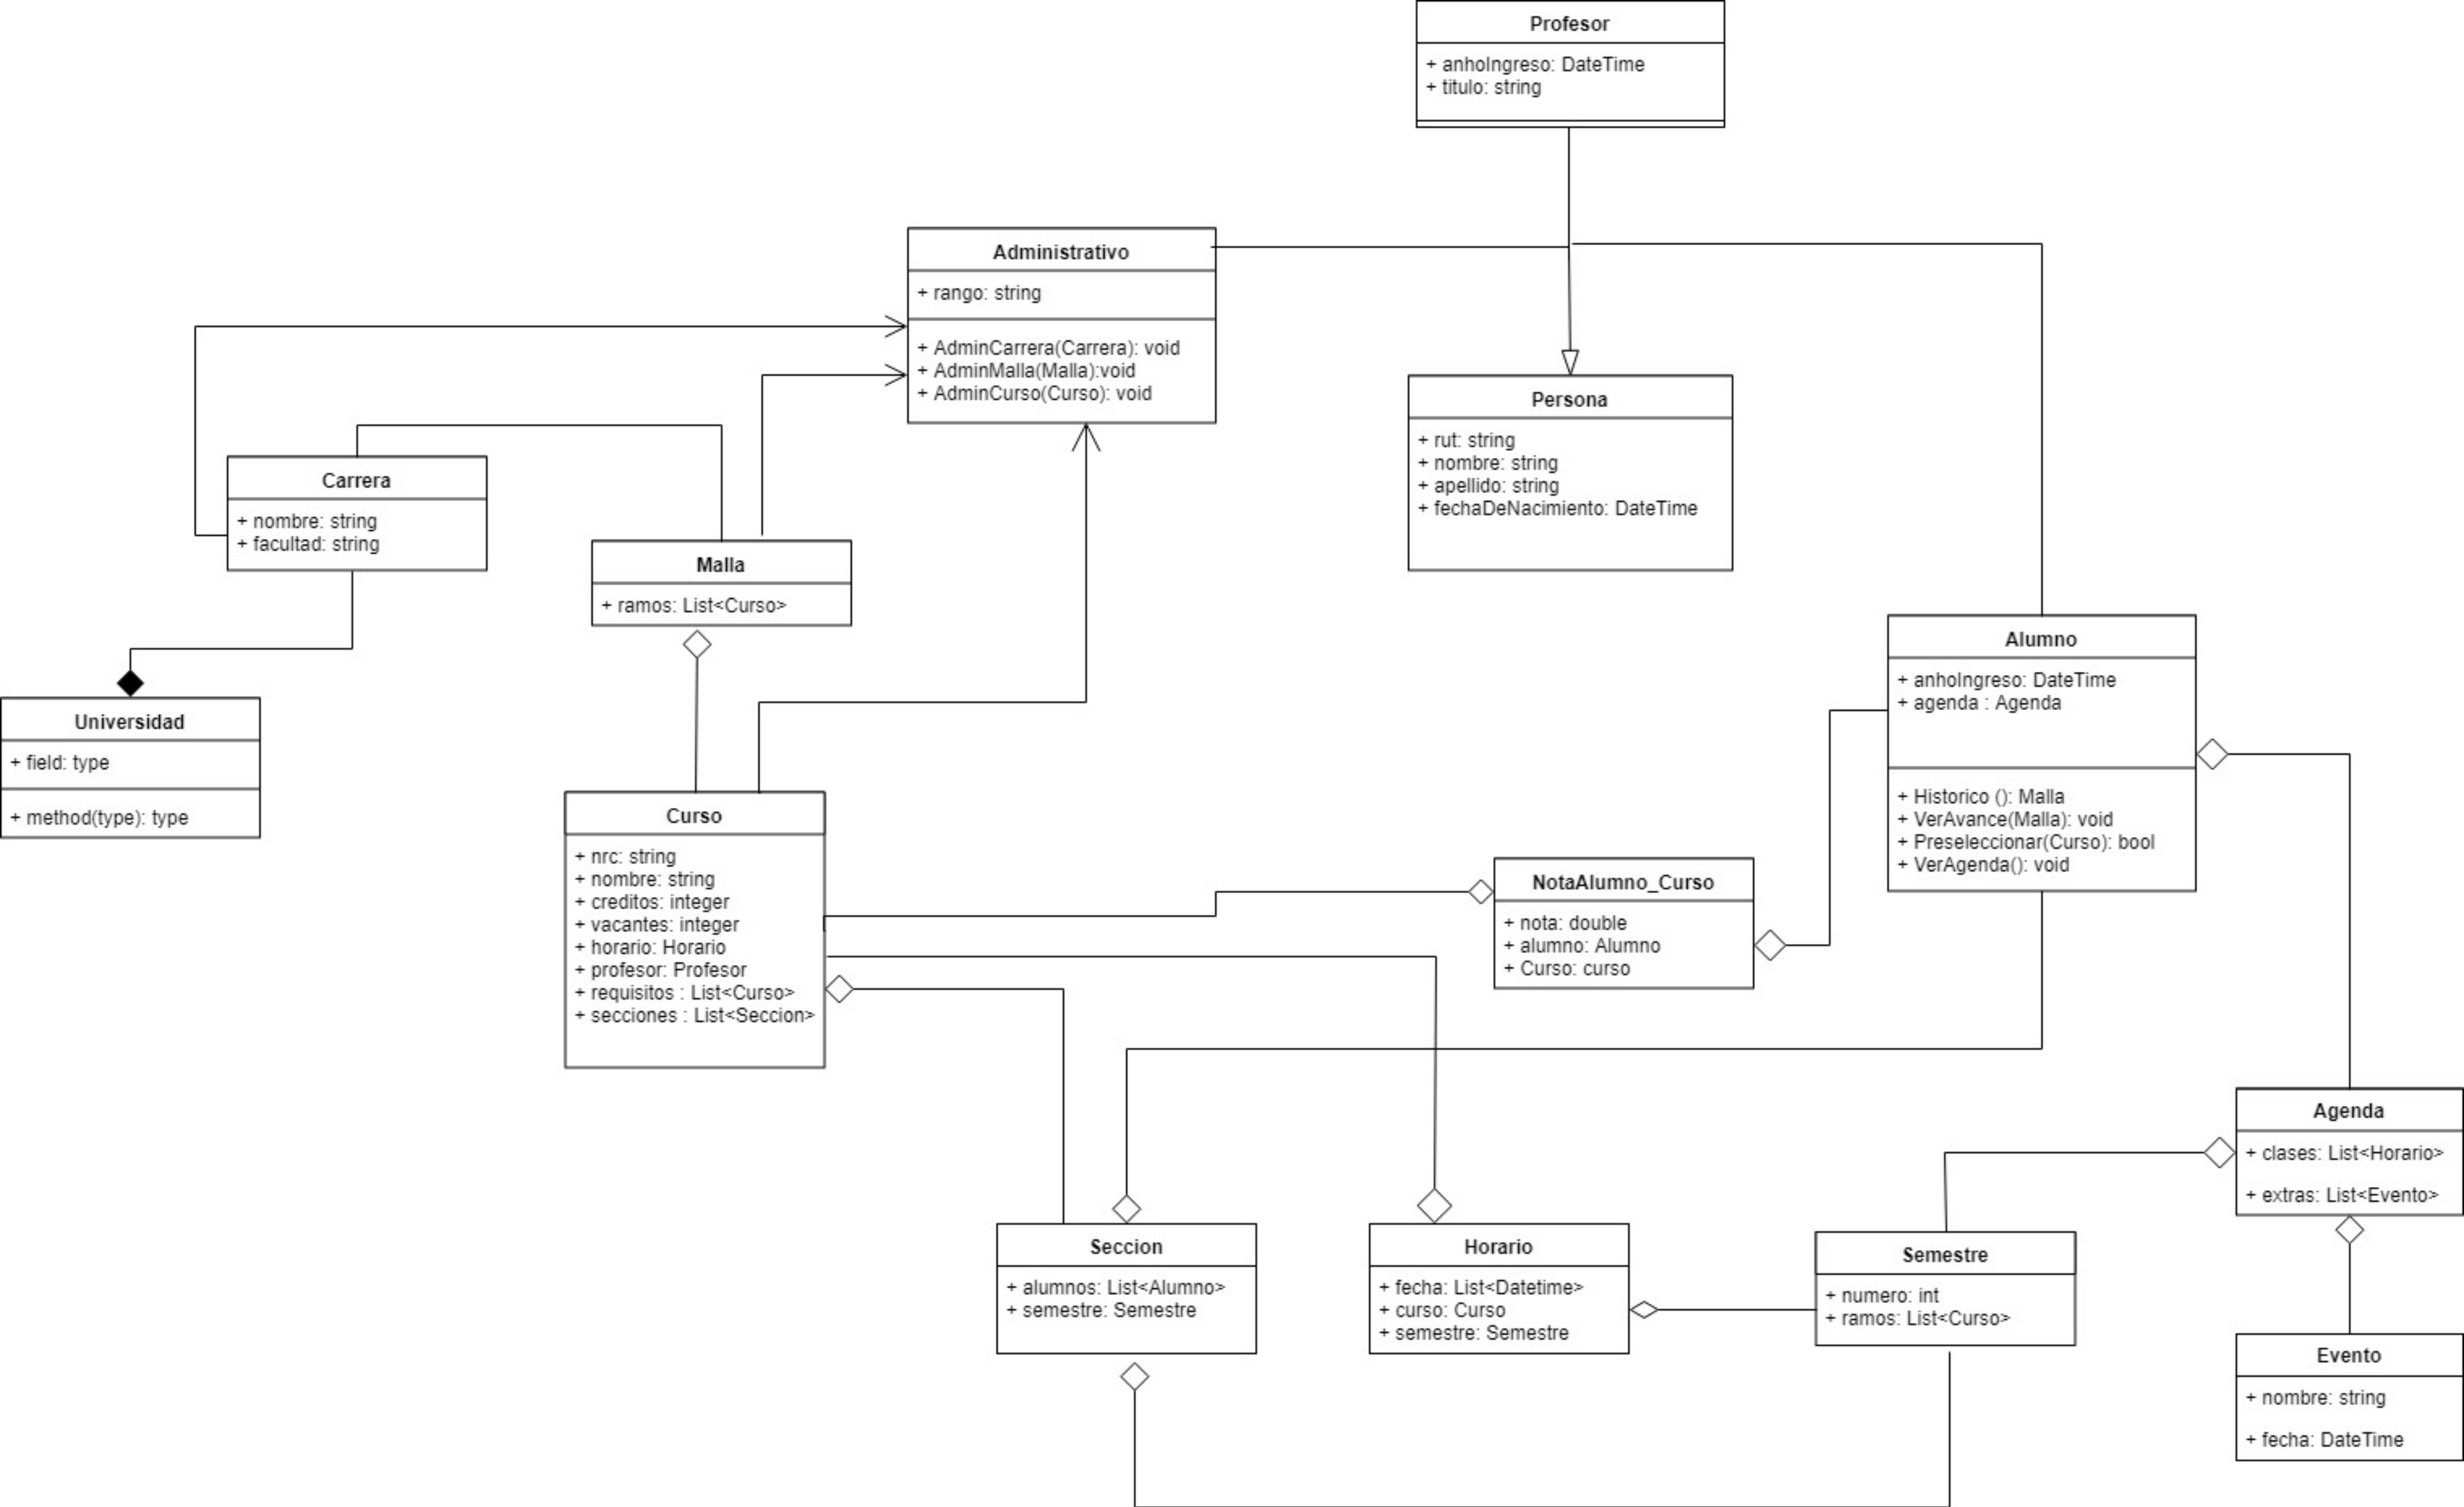 Profesor
+ anhoIngreso: DateTime
+ titulo: string
Administrativo
+ rango: string
+ AdminCarrera(Carrera): void
+ AdminMalla(Malla):void
+ AdminCurso(Curso): void
Persona
+ rut: string
+ nombre: string
+ apellido: string
+ fechaDeNacimiento: DateTime
Carrera
+ nombre: string
+ facultad: string
Malla
+ ramos: List<Curso>
Alumno
+ anhoIngreso: DateTime
+ agenda : Agenda
+ Historico (): Malla
+ VerAvance(Malla): void
+ Preseleccionar(Curso): bool
+ VerAgenda(): void
Universidad
+ field: type
+ method(type): type
Curso
+ nrc: string
+ nombre: string
+ creditos: integer
+ vacantes: integer
+ horario: Horario
+ profesor: Profesor
+ requisitos : List<Curso>
+ secciones : List<Seccion>
NotaAlumno_Curso
+ nota: double
+ alumno: Alumno
+ Curso: curso
Agenda
+ clases: List<Horario>
+ extras: List<Evento>
Seccion
+ alumnos: List<Alumno>
+ semestre: Semestre
Horario
+ fecha: List<Datetime>
+ curso: Curso
+ semestre: Semestre
Semestre
+ numero: int
+ ramos: List<Curso>
Evento
+ nombre: string
+ fecha: DateTime